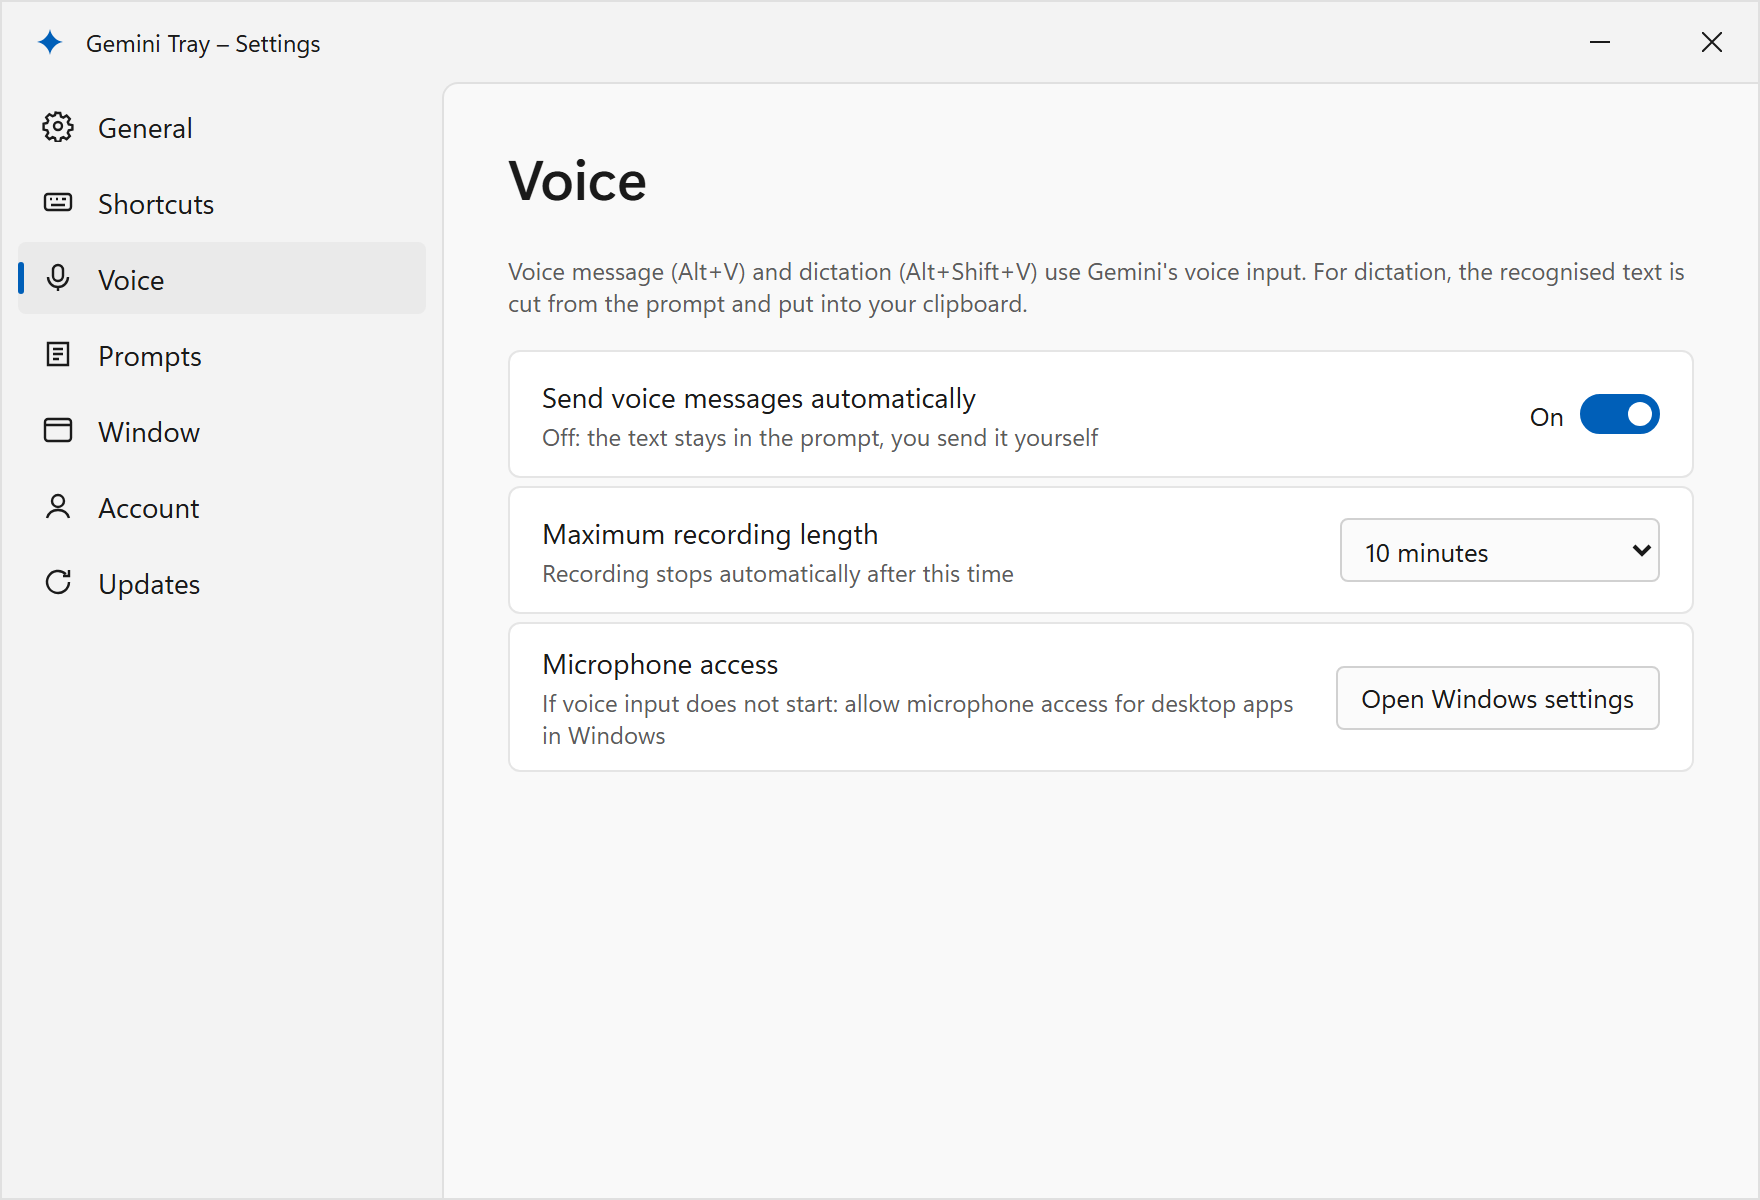 Gemini Tray – Settings
General
Shortcuts
Voice
Prompts
Window
Account
Updates
Voice
Voice message (Alt+V) and dictation (Alt+Shift+V) use Gemini's voice input. For dictation, the recognised text is
cut from the prompt and put into your clipboard.
Send voice messages automatically
Off: the text stays in the prompt, you send it yourself
On
Maximum recording length
Recording stops automatically after this time
10 minutes
Microphone access
If voice input does not start: allow microphone access for desktop apps
in Windows
Open Windows settings